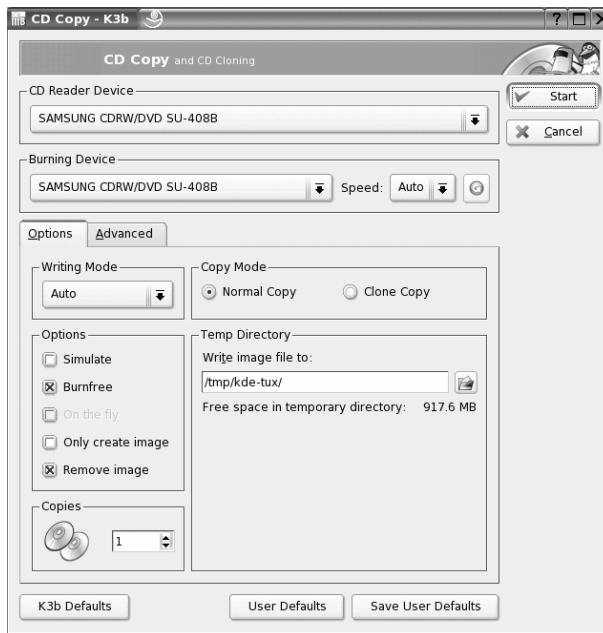 CD Copy - K3b
CD Copy and CD Cloning
CD Reader Device
SAMSUNG CDRW/DVD SU-408B
Start
Cancel
Burning Device
SAMSUNG CDRW/DVD SU-408B
Speed: Auto
Options
Advanced
Writing Mode
Auto
Copy Mode
Normal Copy
Clone Copy
Options
Simulate
Burnfree
On the fly
Only create image
Remove image
Temp Directory
Write image file to:
/tmp/kde-tux/
Free space in temporary directory: 917.6 MB
Copies
1
K3b Defaults
User Defaults
Save User Defaults